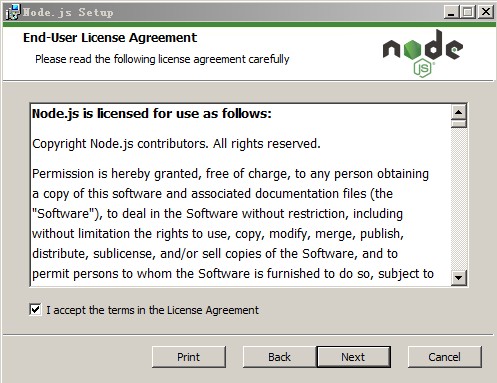 Node.js Setup
End-User License Agreement
Please read the following license agreement carefully
node
JS
Node.js is licensed for use as follows:
Copyright Node.js contributors. All rights reserved.
Permission is hereby granted, free of charge, to any person obtaining
a copy of this software and associated documentation files (the
"Software"), to deal in the Software without restriction, including
without limitation the rights to use, copy, modify, merge, publish,
distribute, sublicense, and/or sell copies of the Software, and to
permit persons to whom the Software is furnished to do so, subject to
I accept the terms in the License Agreement
Print Back Next Cancel